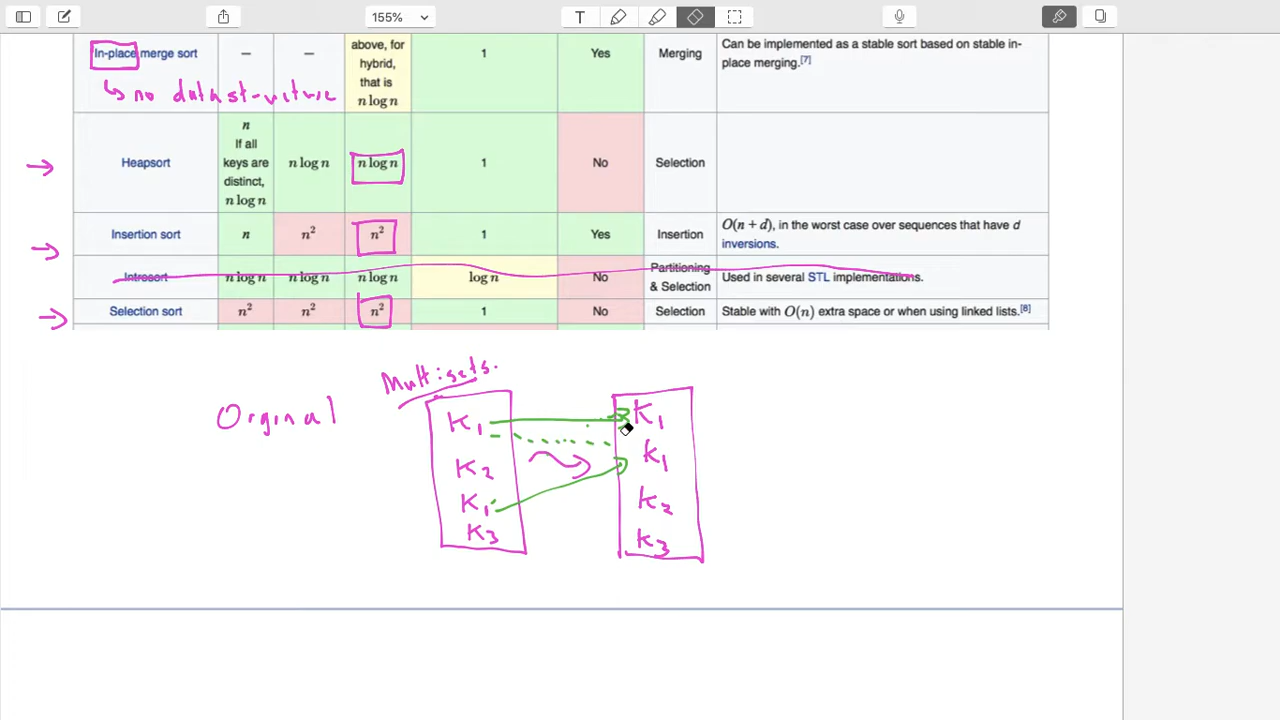 155%
T
In-place merge sort
—
—
above, for
hybrid,
that is
n log n
1
Yes
Merging
Can be implemented as a stable sort based on stable in-
place merging.[7]
no datastructure
Heapsort
n
If all
keys are
distinct,
n log n
n log n
n log n
1
No
Selection
Insertion sort
n
n²
n²
1
Yes
Insertion
O(n + d), in the worst case over sequences that have d
inversions.
Introsort
n log n
n log n
n log n
log n
No
Partitioning
& Selection
Used in several STL implementations.
Selection sort
n²
n²
n²
1
No
Selection
Stable with O(n) extra space or when using linked lists.[8]
Multisets.
Orginal
K₁
K₂
K₁
K₃
K₁
K₁
K₂
K₃